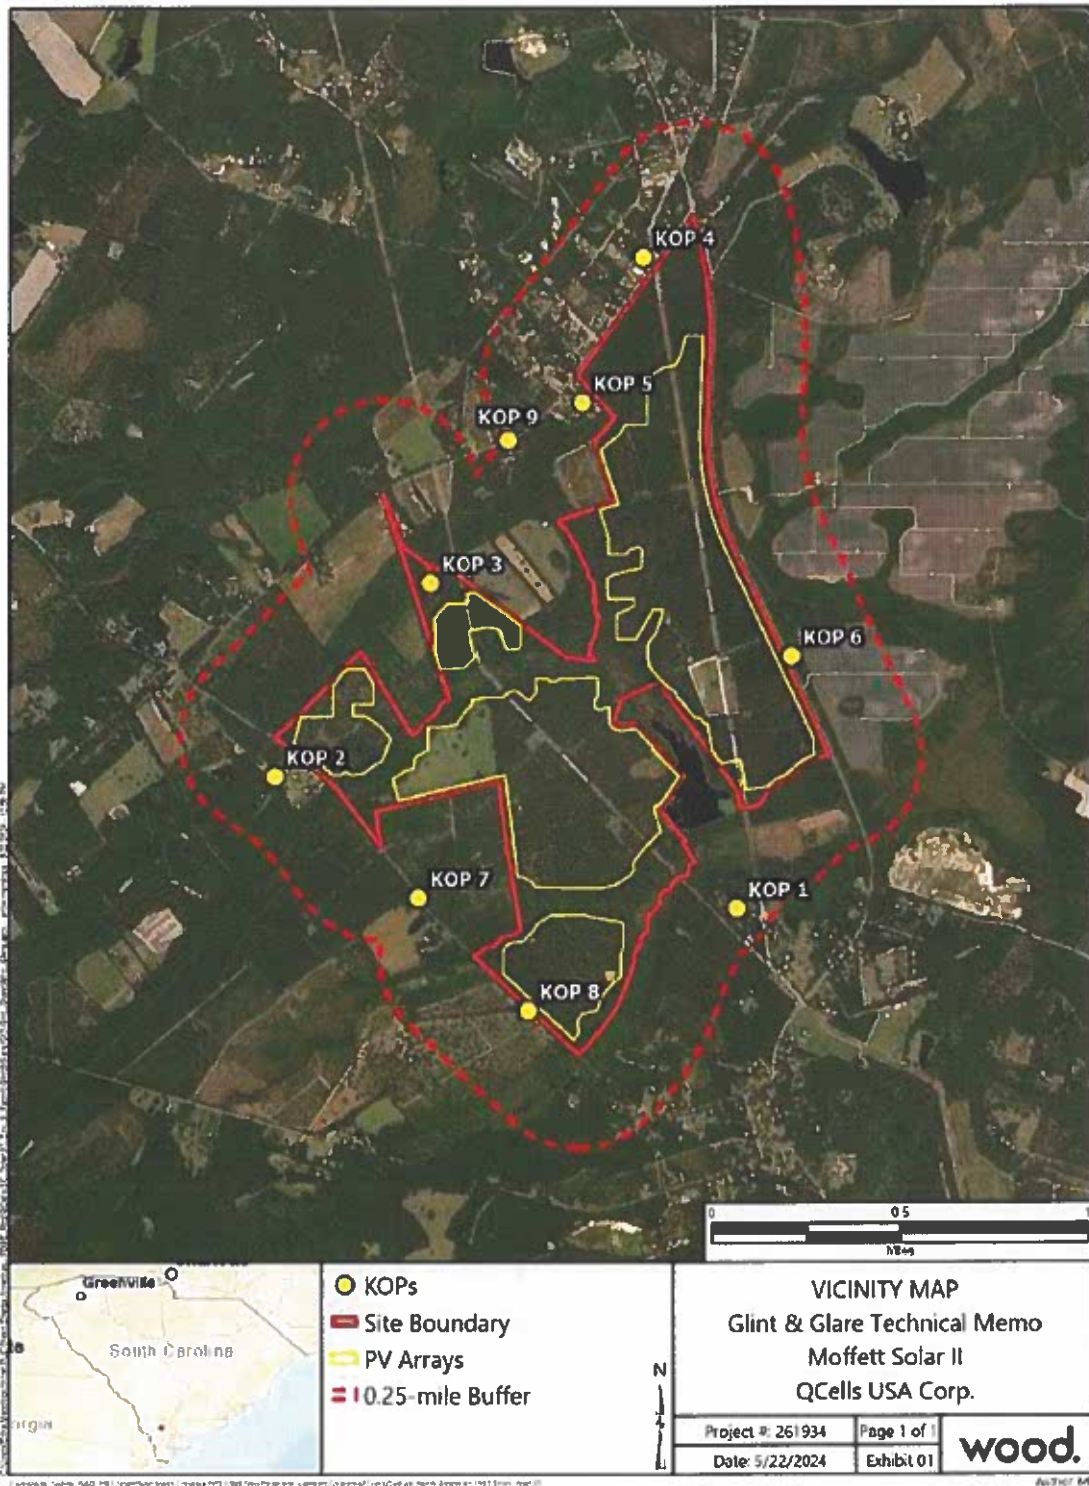 KOP 4
KOP 5
KOP 9
KOP 3
KOP 6
KOP 2
KOP 7
KOP 1
KOP 8
0 0.5 1
Miles
Greenville
South Carolina
KOPs
Site Boundary
PV Arrays
0.25-mile Buffer
N
VICINITY MAP
Glint & Glare Technical Memo
Moffett Solar II
QCells USA Corp.
Project #: 261934
Page 1 of 1
Date: 5/22/2024
Exhibit 01
wood.